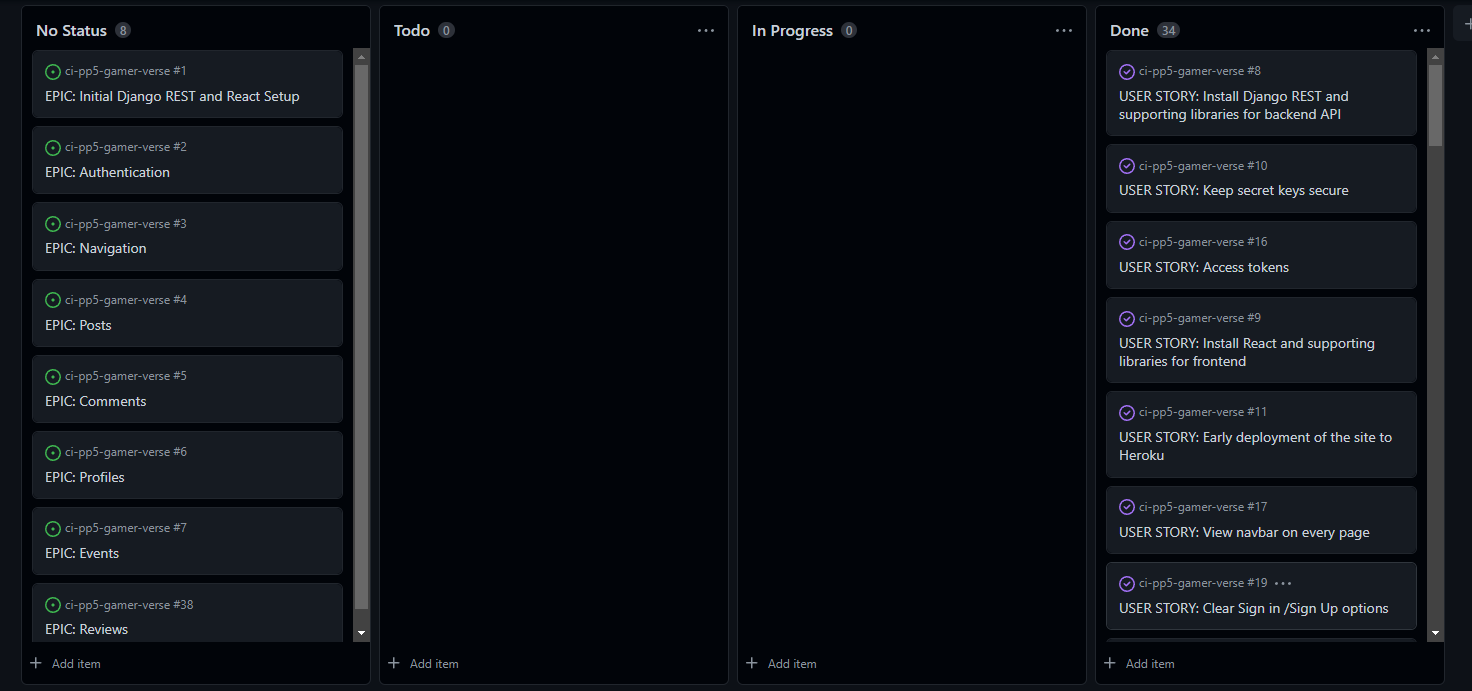 No Status 8
ci-pp5-gamer-verse #1
EPIC: Initial Django REST and React Setup
ci-pp5-gamer-verse #2
EPIC: Authentication
ci-pp5-gamer-verse #3
EPIC: Navigation
ci-pp5-gamer-verse #4
EPIC: Posts
ci-pp5-gamer-verse #5
EPIC: Comments
ci-pp5-gamer-verse #6
EPIC: Profiles
ci-pp5-gamer-verse #7
EPIC: Events
ci-pp5-gamer-verse #38
EPIC: Reviews
+ Add item
Todo 0
+ Add item
In Progress 0
+ Add item
Done 34
ci-pp5-gamer-verse #8
USER STORY: Install Django REST and
supporting libraries for backend API
ci-pp5-gamer-verse #10
USER STORY: Keep secret keys secure
ci-pp5-gamer-verse #16
USER STORY: Access tokens
ci-pp5-gamer-verse #9
USER STORY: Install React and supporting
libraries for frontend
ci-pp5-gamer-verse #11
USER STORY: Early deployment of the site to
Heroku
ci-pp5-gamer-verse #17
USER STORY: View navbar on every page
ci-pp5-gamer-verse #19
USER STORY: Clear Sign in /Sign Up options
+ Add item